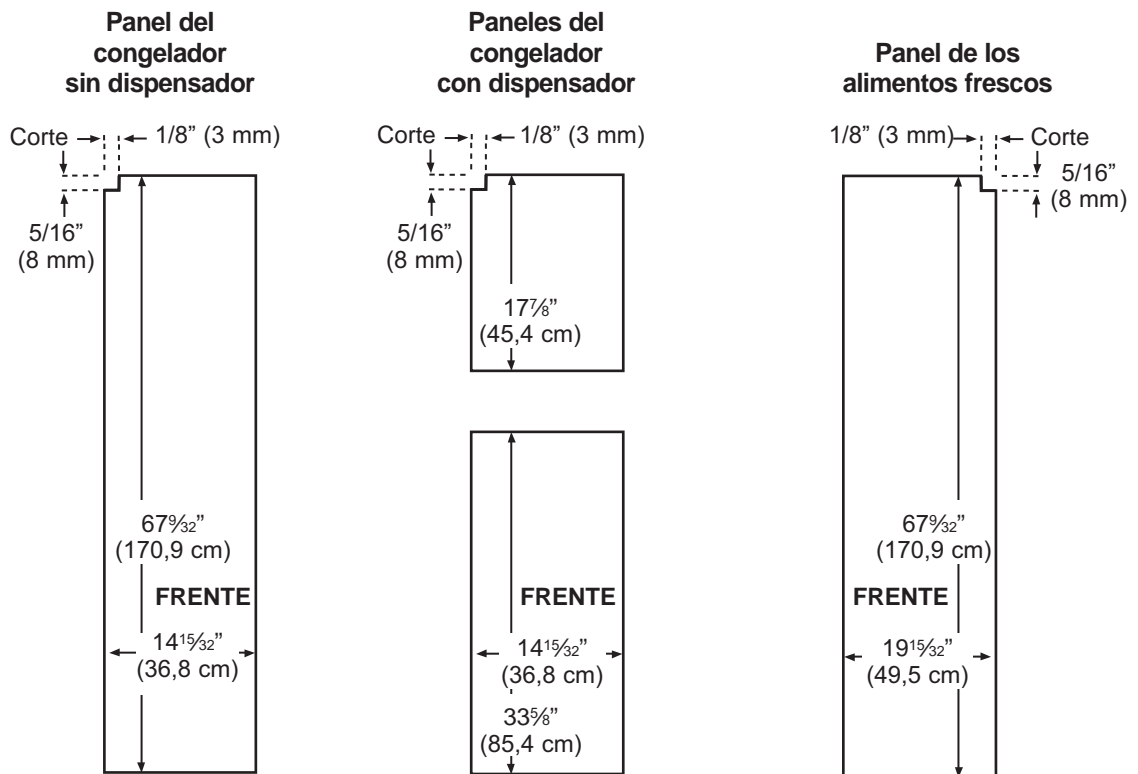 Panel del
congelador
sin dispensador
Corte
1/8” (3 mm)
5/16”
(8 mm)
67⁹⁄₃₂”
(170,9 cm)
FRENTE
14¹⁵⁄₃₂”
(36,8 cm)
Paneles del
congelador
con dispensador
Corte
1/8” (3 mm)
5/16”
(8 mm)
17⅞”
(45,4 cm)
FRENTE
14¹⁵⁄₃₂”
(36,8 cm)
33⅝”
(85,4 cm)
Panel de los
alimentos frescos
1/8” (3 mm)
Corte
5/16”
(8 mm)
67⁹⁄₃₂”
(170,9 cm)
FRENTE
19¹⁵⁄₃₂”
(49,5 cm)